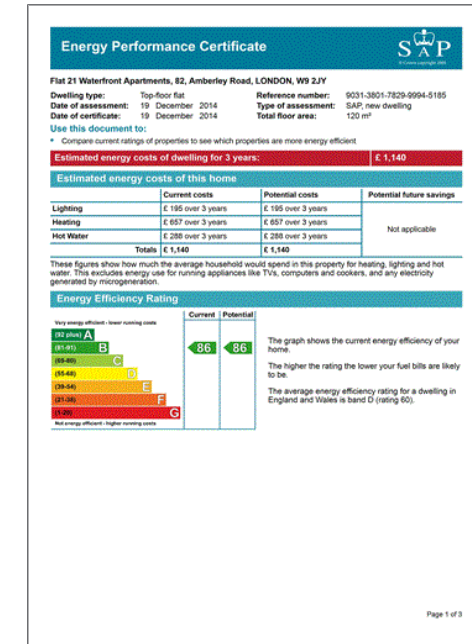 Energy Performance Certificate
SAP
Flat 21 Waterfront Apartments, 82, Amberley Road, LONDON, W9 2JY
Dwelling type: Top-floor flat Reference number: 9031-3801-7829-9994-5185
Date of assessment: 19 December 2014 Type of assessment: SAP, new dwelling
Date of certificate: 19 December 2014 Total floor area: 120 m²
Use this document to:
• Compare current ratings of properties to see which properties are more energy efficient
Estimated energy costs of dwelling for 3 years: £ 1,140
Estimated energy costs of this home
Current costs Potential costs Potential future savings
Lighting £ 195 over 3 years £ 195 over 3 years
Heating £ 657 over 3 years £ 657 over 3 years
Not applicable
Hot Water £ 288 over 3 years £ 288 over 3 years
Totals £ 1,140 £ 1,140
These figures show how much the average household would spend in this property for heating, lighting and hot
water. This excludes energy use for running appliances like TVs, computers and cookers, and any electricity
generated by microgeneration.
Energy Efficiency Rating
Current Potential
Very energy efficient - lower running costs
(92 plus) A
(81-91) B 86 86
(69-80) C
(55-68) D
(39-54) E
(21-38) F
(1-20) G
Not energy efficient - higher running costs
The graph shows the current energy efficiency of your
home.
The higher the rating the lower your fuel bills are likely
to be.
The average energy efficiency rating for a dwelling in
England and Wales is band D (rating 60).
Page 1 of 3